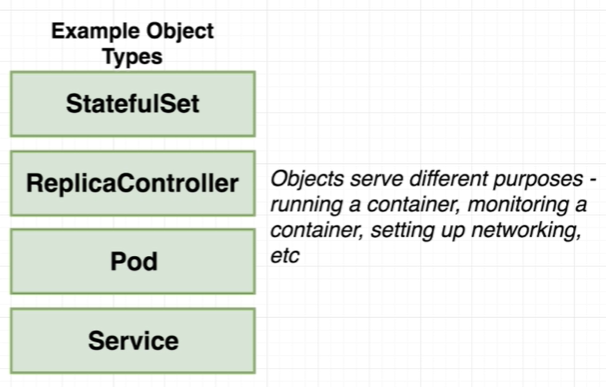 Example Object
Types
StatefulSet
ReplicaController
Pod
Service
Objects serve different purposes -
running a container, monitoring a
container, setting up networking,
etc